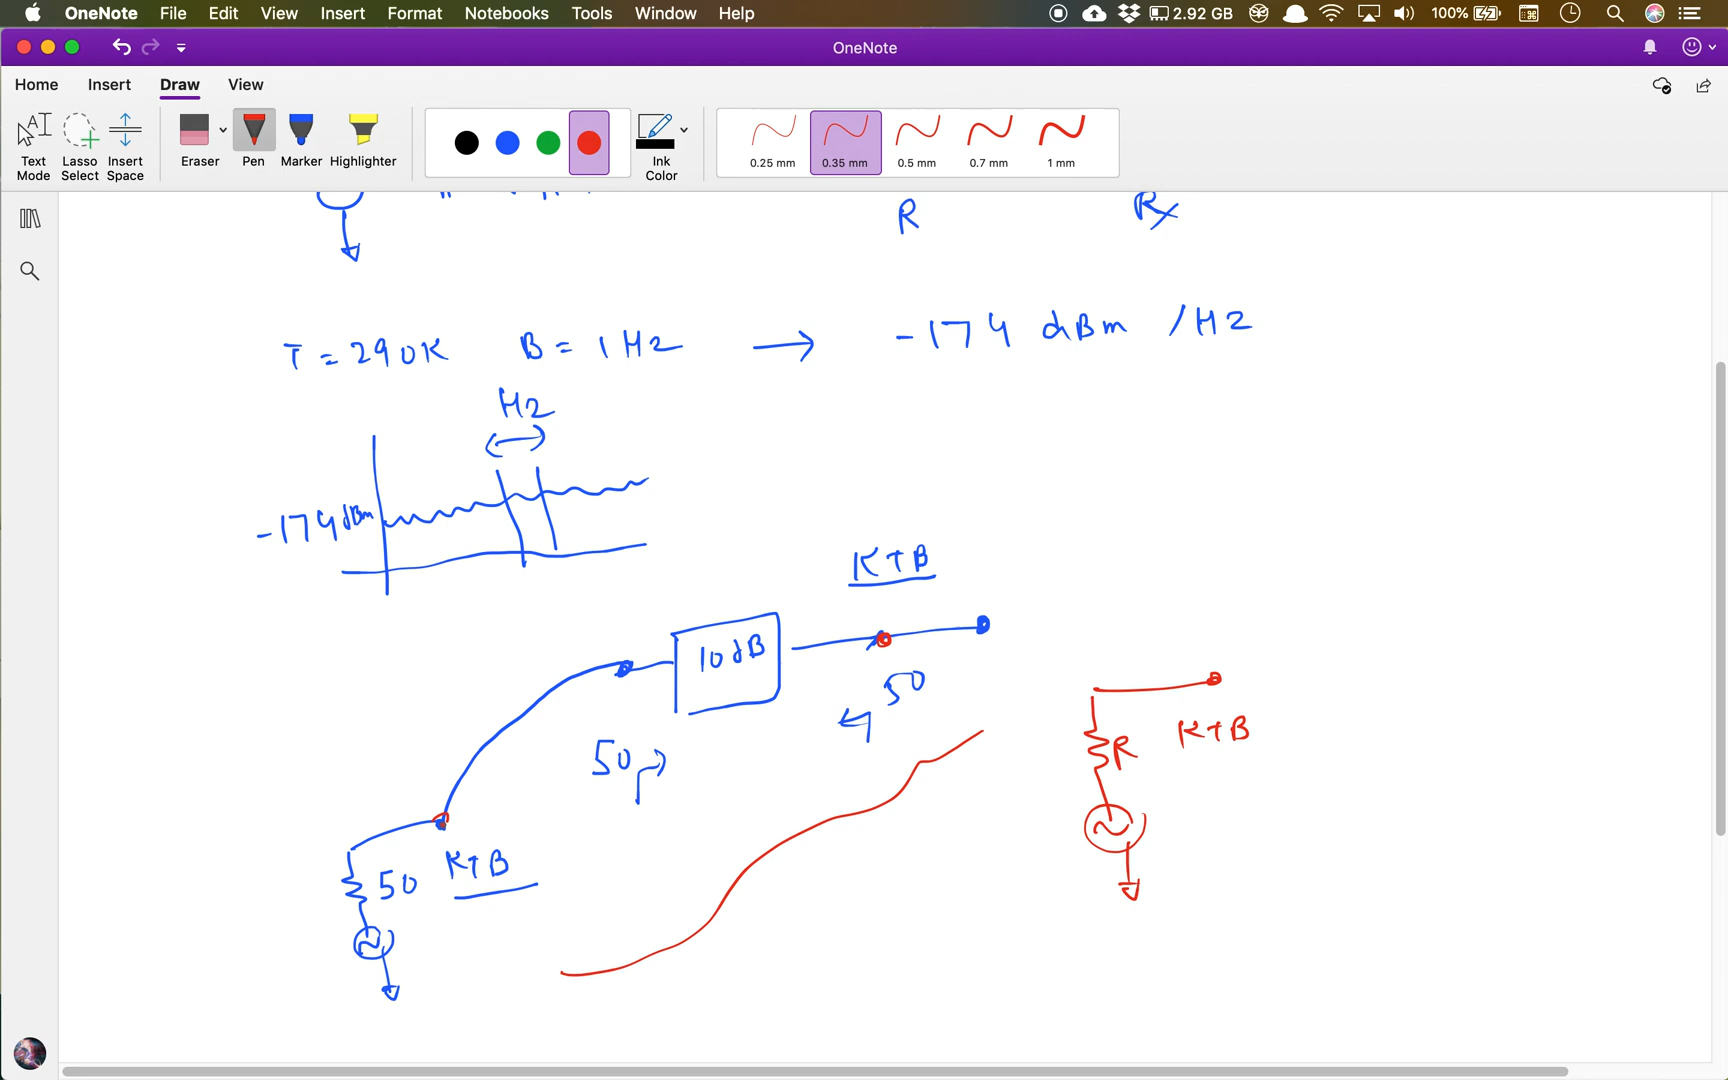 OneNote File Edit View Insert Format Notebooks Tools Window Help 2.92 GB 100%
OneNote
Home Insert Draw View
Text Mode
Lasso Select
Insert Space
Eraser
Pen
Marker
Highlighter
Ink Color
0.25 mm
0.35 mm
0.5 mm
0.7 mm
1 mm
R
Rx
T = 290K B = 1 HZ → -174 dBm /HZ
HZ
-174 dBm
KTB
10 dB
50
50
R KTB
50 KTB